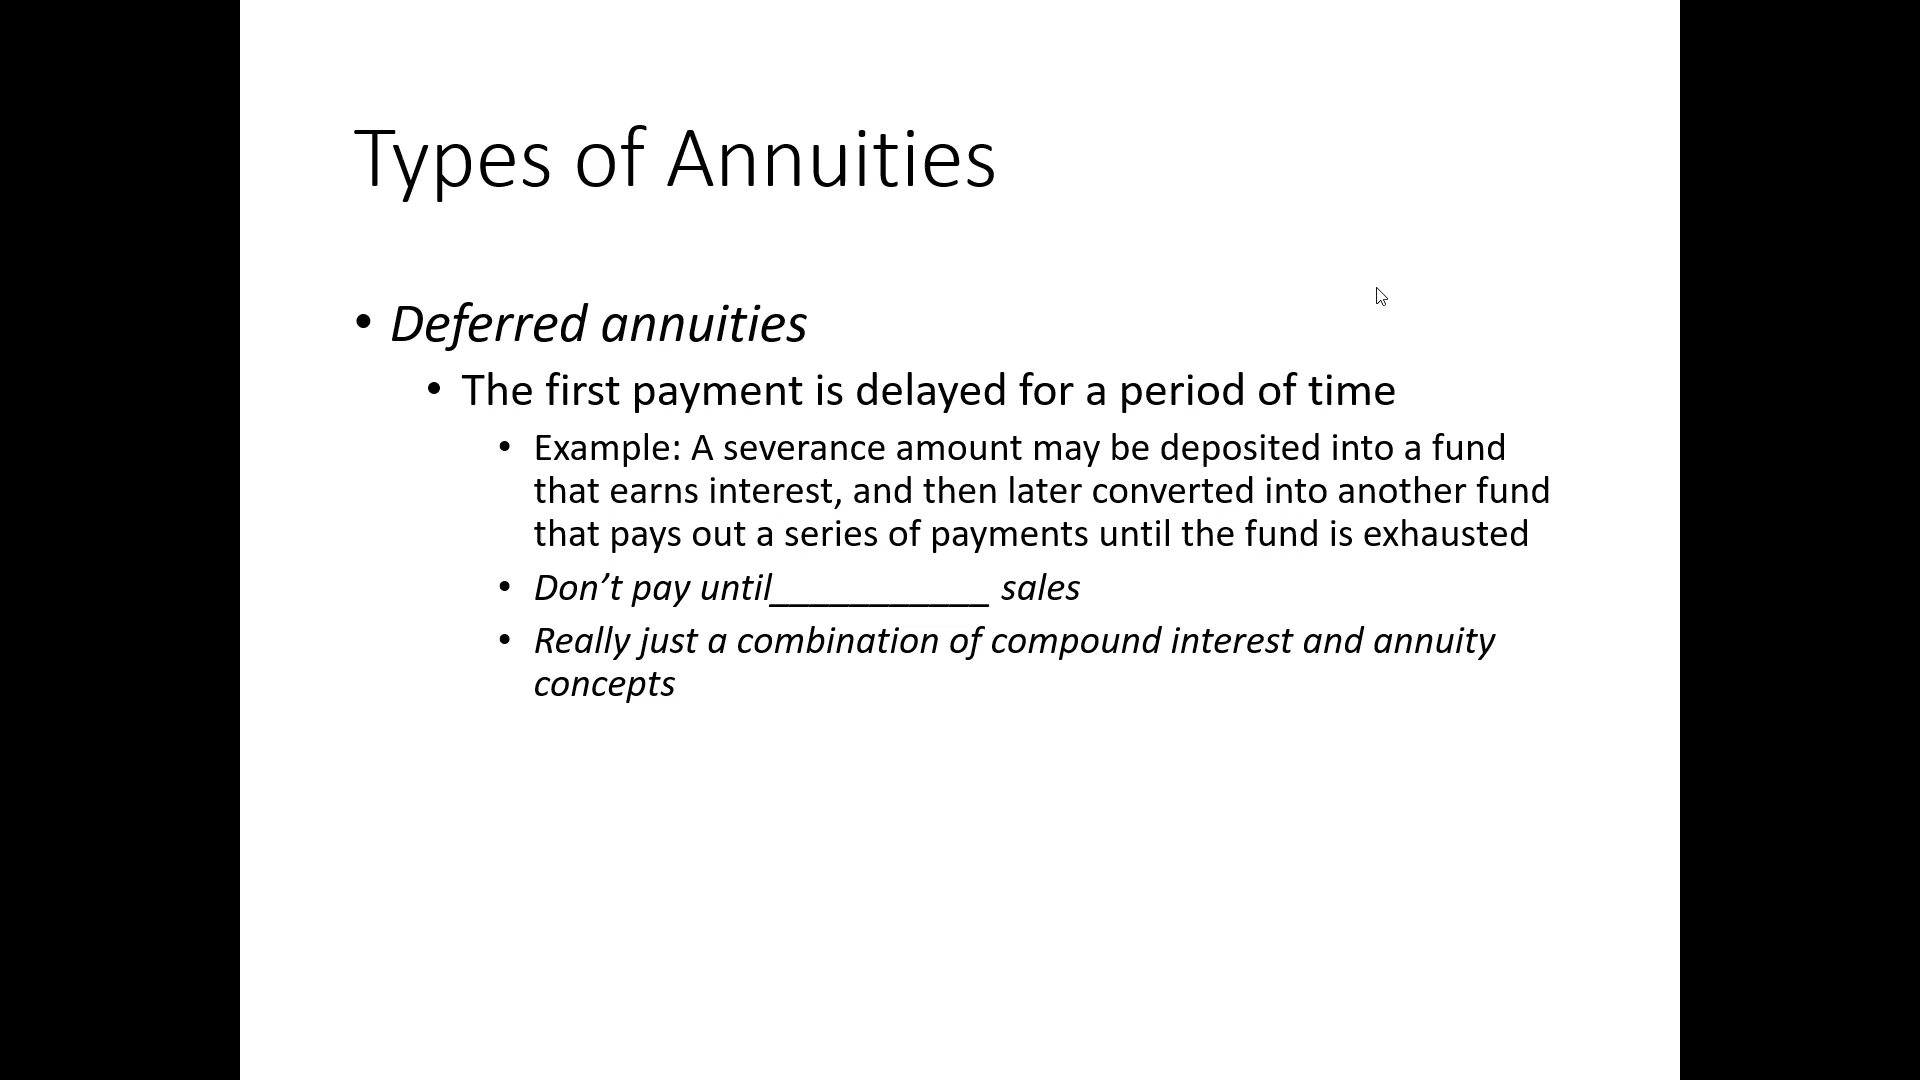 Types of Annuities
• Deferred annuities
• The first payment is delayed for a period of time
• Example: A severance amount may be deposited into a fund
that earns interest, and then later converted into another fund
that pays out a series of payments until the fund is exhausted
• Don’t pay until___________ sales
• Really just a combination of compound interest and annuity
concepts